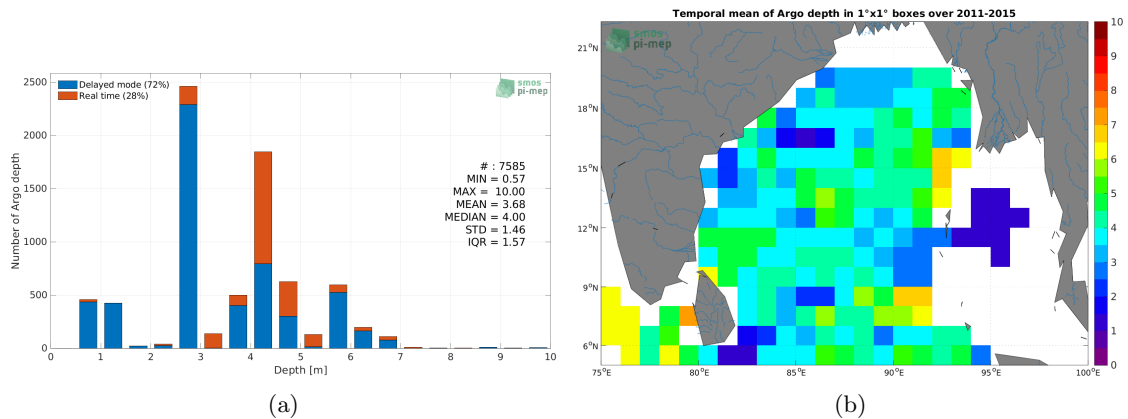 2500
2000
1500
1000
500
0
Number of Argo depth
Delayed mode (72%)
Real time (28%)
smos
pi-mep
# : 7585
MIN = 0.57
MAX = 10.00
MEAN = 3.68
MEDIAN = 4.00
STD = 1.46
IQR = 1.57
0 1 2 3 4 5 6 7 8 9 10
Depth [m]
(a)
Temporal mean of Argo depth in 1°x1° boxes over 2011-2015
smos
pi-mep
21°N
18°N
15°N
12°N
9°N
6°N
75°E 80°E 85°E 90°E 95°E 100°E
10
9
8
7
6
5
4
3
2
1
0
(b)